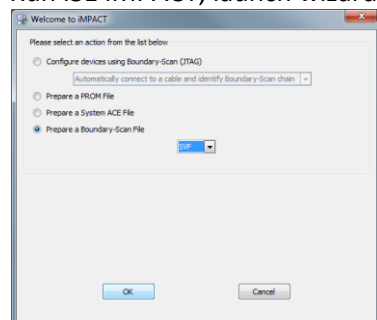 Welcome to iMPACT
Please select an action from the list below
Configure devices using Boundary-Scan (JTAG)
Automatically connect to a cable and identify Boundary-Scan chain
Prepare a PROM File
Prepare a System ACE File
Prepare a Boundary-Scan File
SVF
OK
Cancel